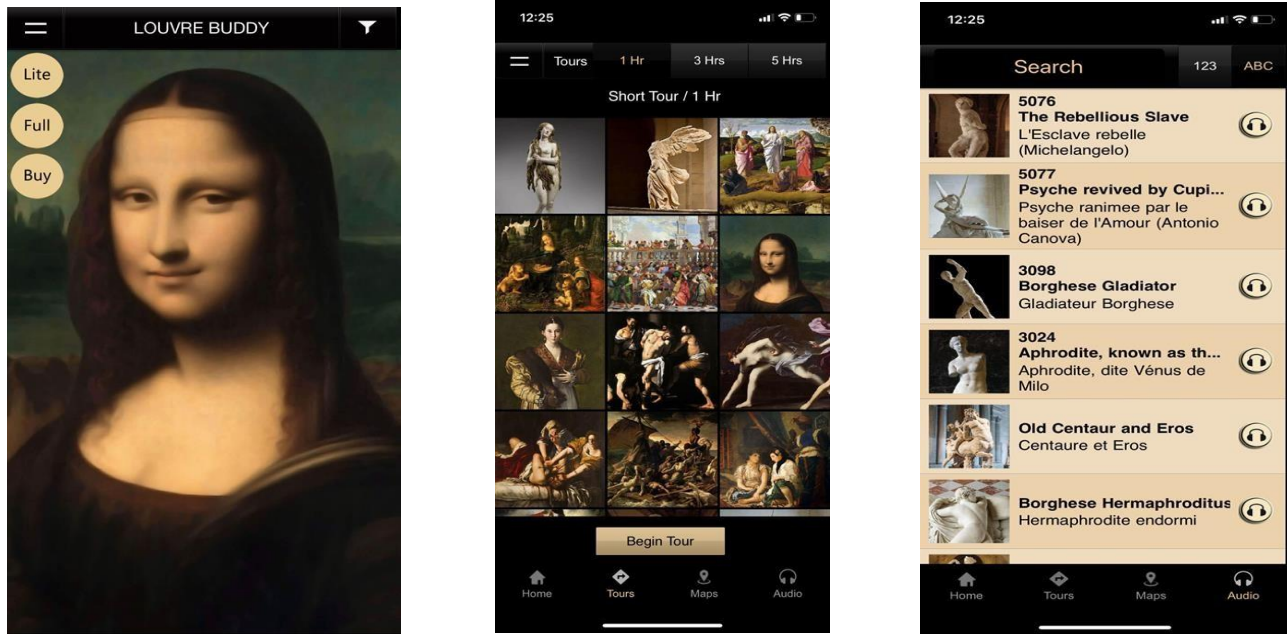 LOUVRE BUDDY
Lite
Full
Buy
12:25
Tours
1 Hr
3 Hrs
5 Hrs
Short Tour / 1 Hr
Begin Tour
Home
Tours
Maps
Audio
12:25
Search
123
ABC
5076
The Rebellious Slave
L'Esclave rebelle
(Michelangelo)
5077
Psyche revived by Cupi...
Psyche ranimee par le
baiser de l'Amour (Antonio
Canova)
3098
Borghese Gladiator
Gladiateur Borghese
3024
Aphrodite, known as th...
Aphrodite, dite Vénus de
Milo
Old Centaur and Eros
Centaure et Eros
Borghese Hermaphroditus
Hermaphrodite endormi
Home
Tours
Maps
Audio